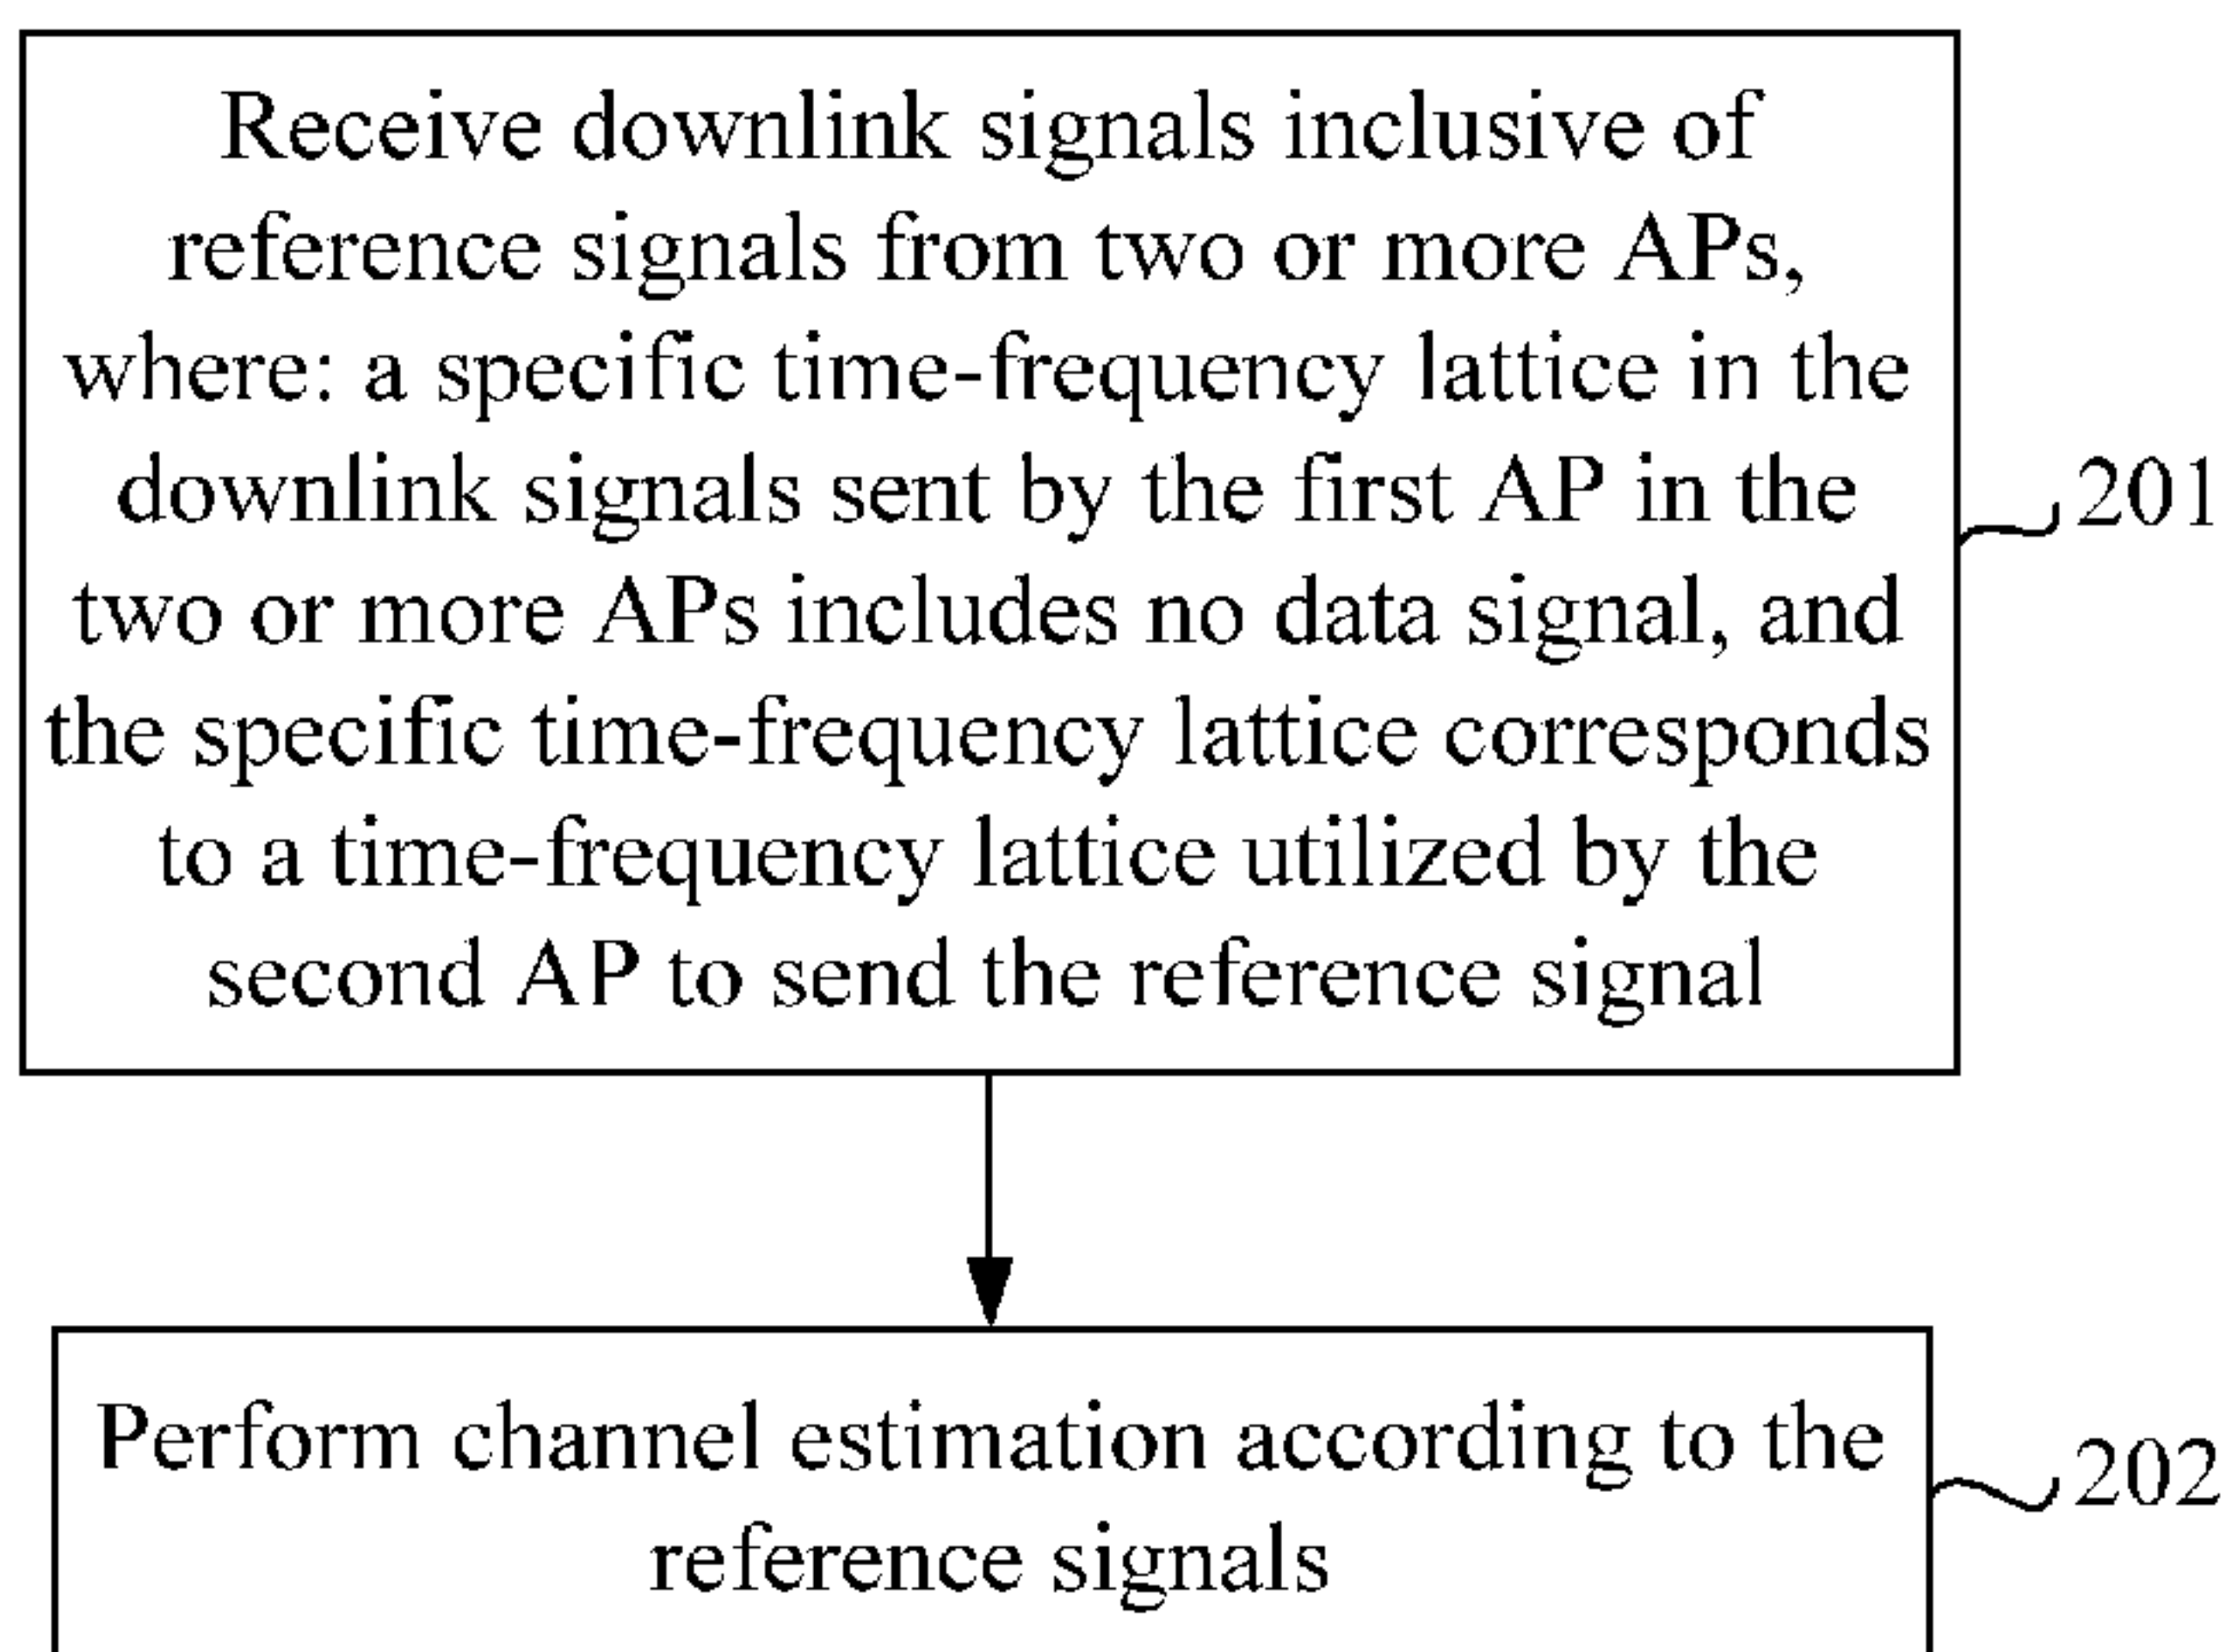 Receive downlink signals inclusive of
reference signals from two or more APs,
where: a specific time-frequency lattice in the
downlink signals sent by the first AP in the
two or more APs includes no data signal, and
the specific time-frequency lattice corresponds
to a time-frequency lattice utilized by the
second AP to send the reference signal
201
Perform channel estimation according to the
reference signals
202